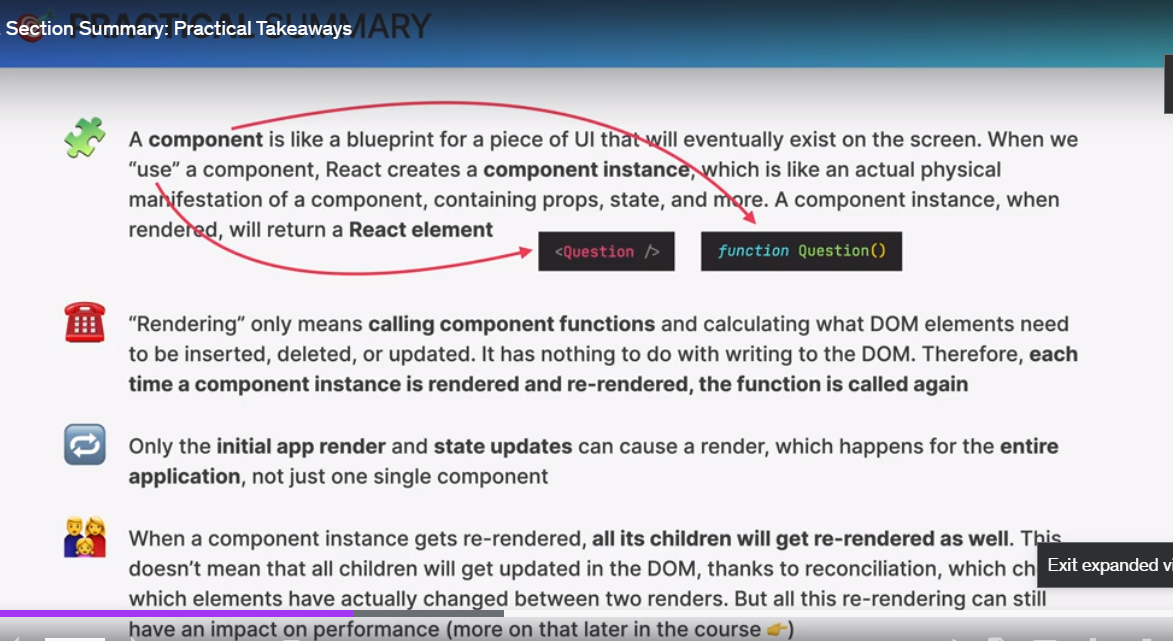 PRACTICAL SUMMARY
Section Summary: Practical Takeaways
A component is like a blueprint for a piece of UI that will eventually exist on the screen. When we
“use” a component, React creates a component instance, which is like an actual physical
manifestation of a component, containing props, state, and more. A component instance, when
rendered, will return a React element
<Question />
function Question()
“Rendering” only means calling component functions and calculating what DOM elements need
to be inserted, deleted, or updated. It has nothing to do with writing to the DOM. Therefore, each
time a component instance is rendered and re-rendered, the function is called again
Only the initial app render and state updates can cause a render, which happens for the entire
application, not just one single component
When a component instance gets re-rendered, all its children will get re-rendered as well. This
doesn’t mean that all children will get updated in the DOM, thanks to reconciliation, which
which elements have actually changed between two renders. But all this re-rendering can still
have an impact on performance (more on that later in the course 👉)
Exit expanded